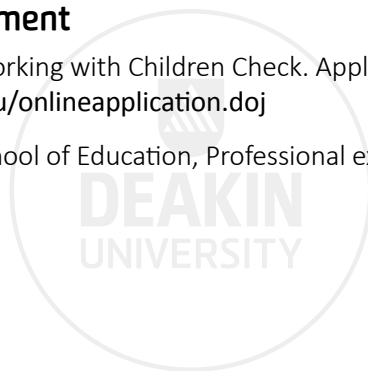 ment
orking with Children Check. Appl
u/onlineapplication.doj
ool of Education, Professional ex
DEAKIN
UNIVERSITY